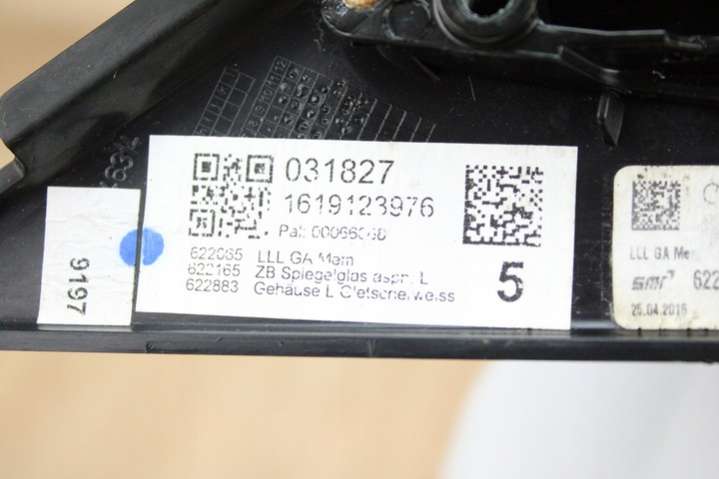 031827
1619123976
622065 LLL GA Mem
622165 ZB Spiegelglas asph. L
622883 Gehäuse L Gletscherweiss
5
9197
LLL GA Mem
smr
622
25.04.2016